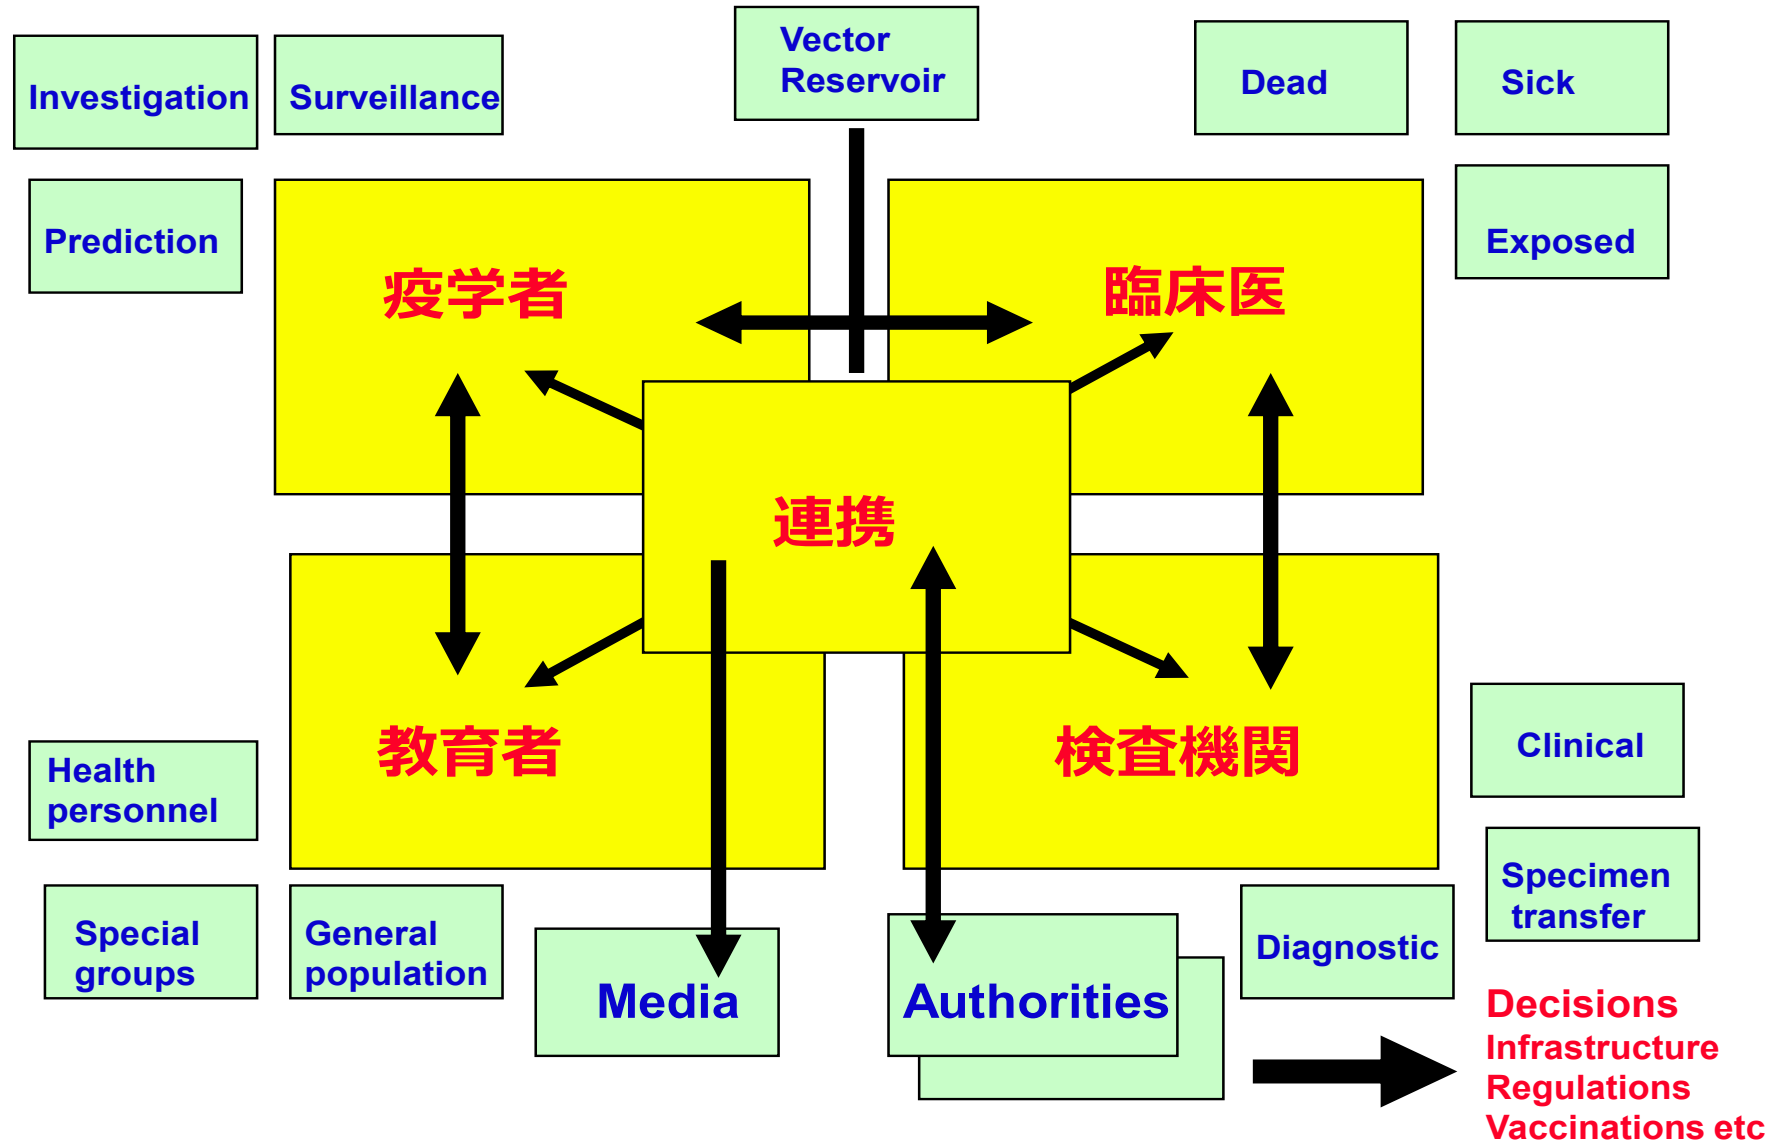 Vector
Reservoir
Investigation
Surveillance
Dead
Sick
Prediction
Exposed
疫学者
臨床医
連携
教育者
検査機関
Health
personnel
Clinical
Special
groups
General
population
Specimen
transfer
Diagnostic
Media
Authorities
Decisions
Infrastructure
Regulations
Vaccinations etc